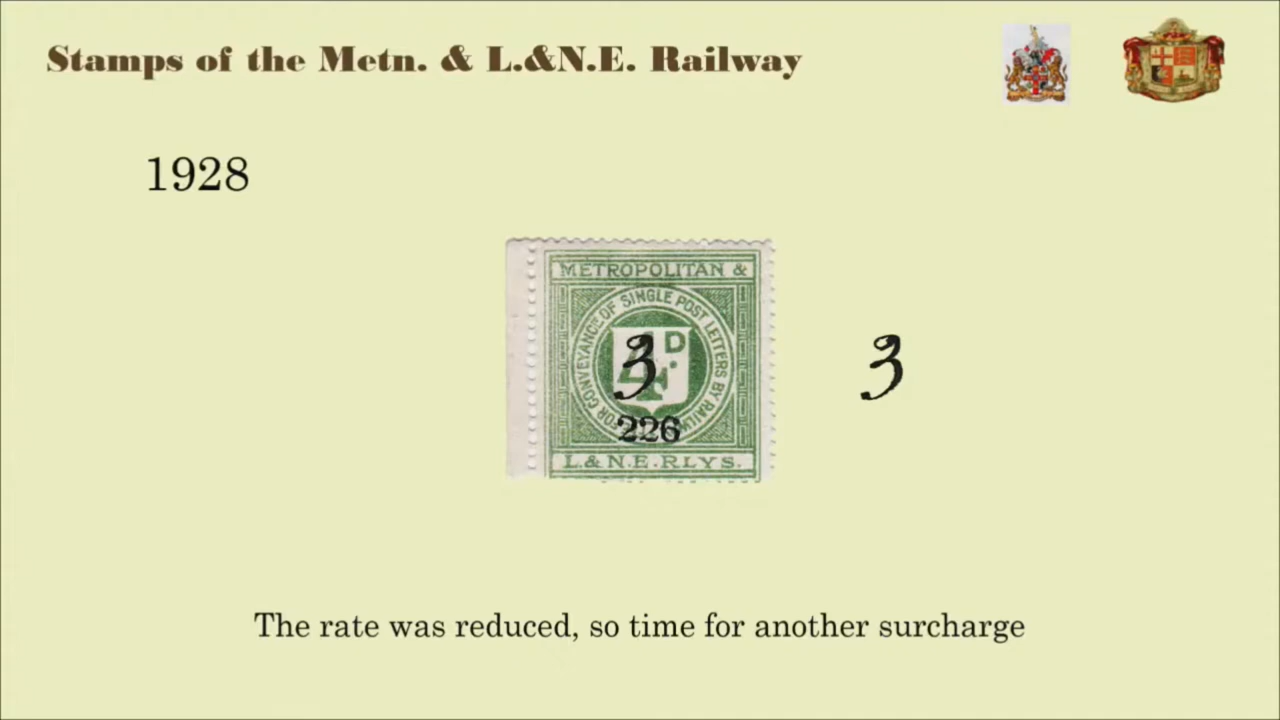 Stamps of the Metn. & L.&N.E. Railway
1928
METROPOLITAN &
FOR CONVEYANCE OF SINGLE POST LETTERS BY RAILWAY
4D.
3
3
226
L.& N.E.RLYS.
The rate was reduced, so time for another surcharge